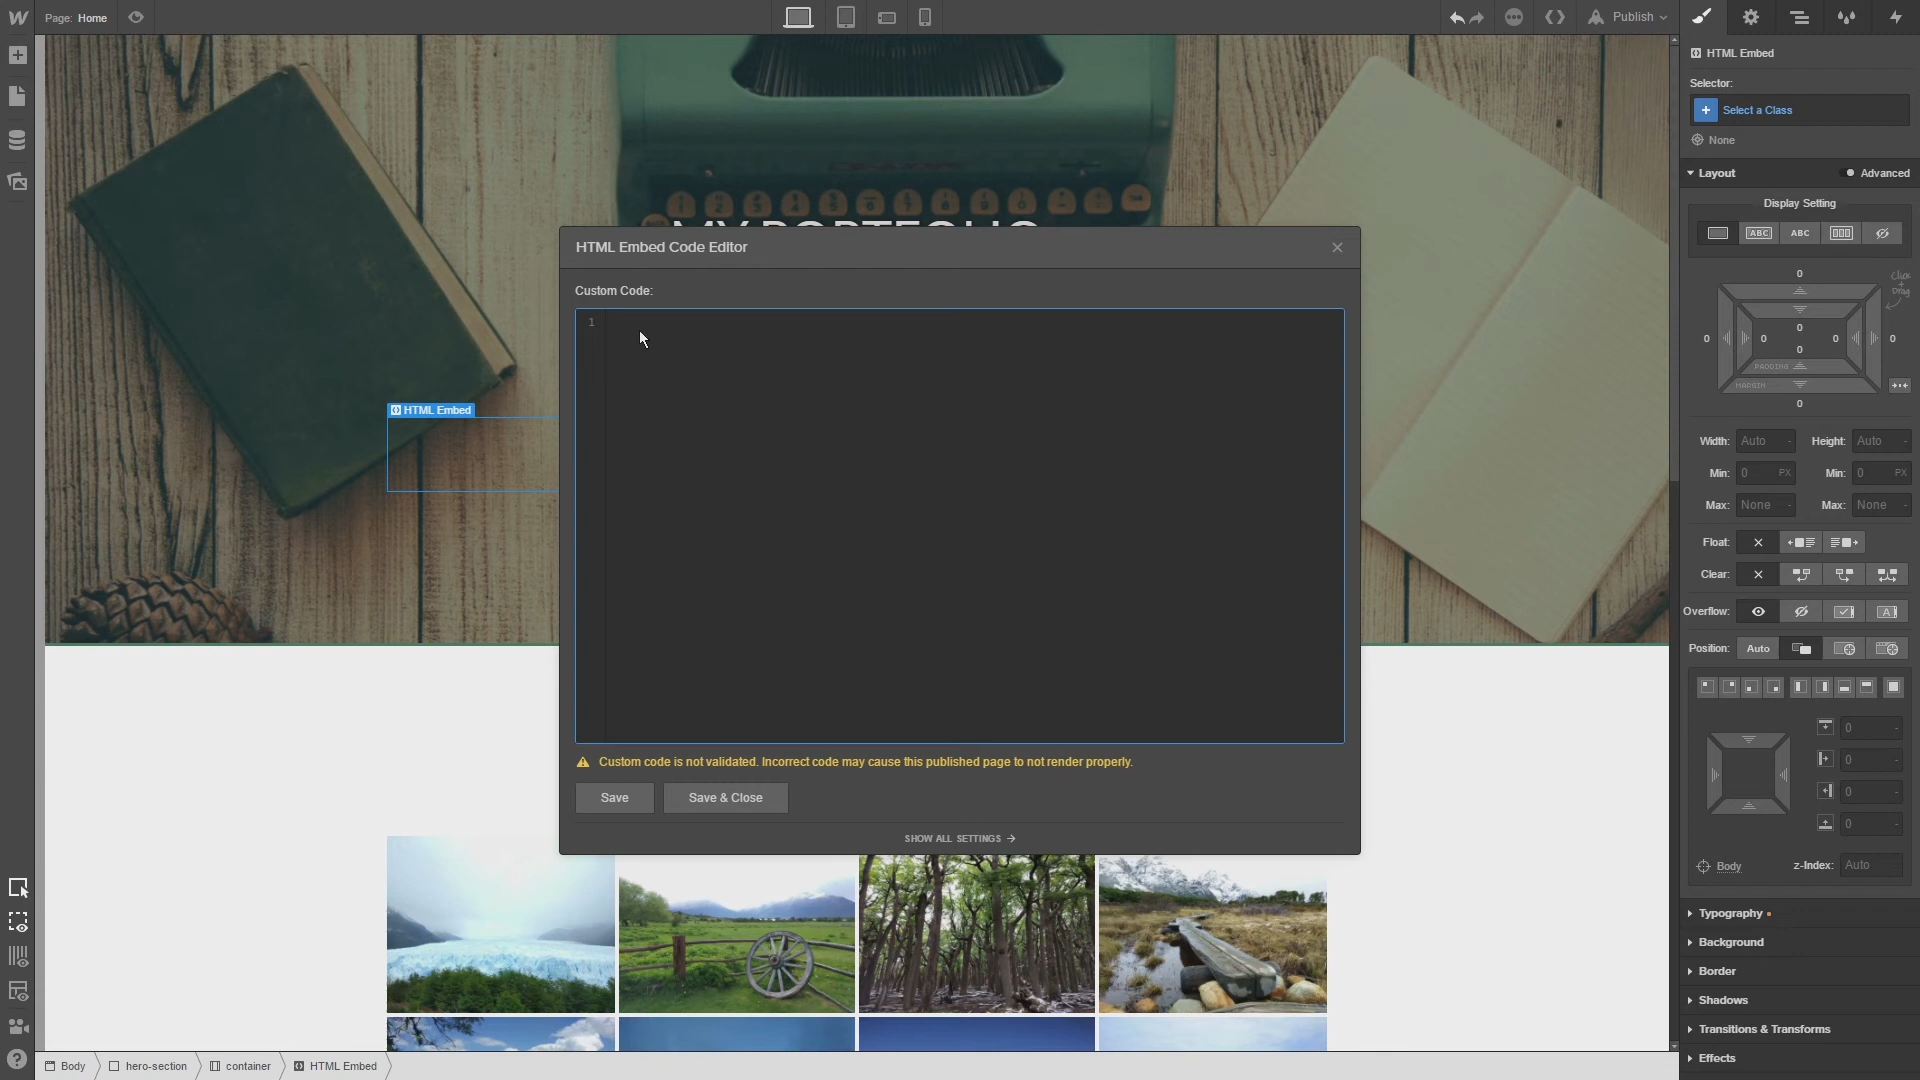 Page: Home
Publish
HTML Embed
Selector:
+ Select a Class
None
Layout
Advanced
Display Setting
ABC
ABC
0
Click
+
Drag
0
0
0
0
0
0
PADDING
MARGIN
0
Width: Auto -
Height: Auto -
Min: 0 PX
Min: 0 PX
Max: None -
Max: None -
Float:
Clear:
Overflow:
Position: Auto
0 -
0 -
0 -
0 -
Body
z-Index: Auto
Typography
Background
Border
Shadows
Transitions & Transforms
Effects
MY PORTFOLIO
HTML Embed
HTML Embed Code Editor
Custom Code:
1
Custom code is not validated. Incorrect code may cause this published page to not render properly.
Save
Save & Close
SHOW ALL SETTINGS
Body
hero-section
container
HTML Embed